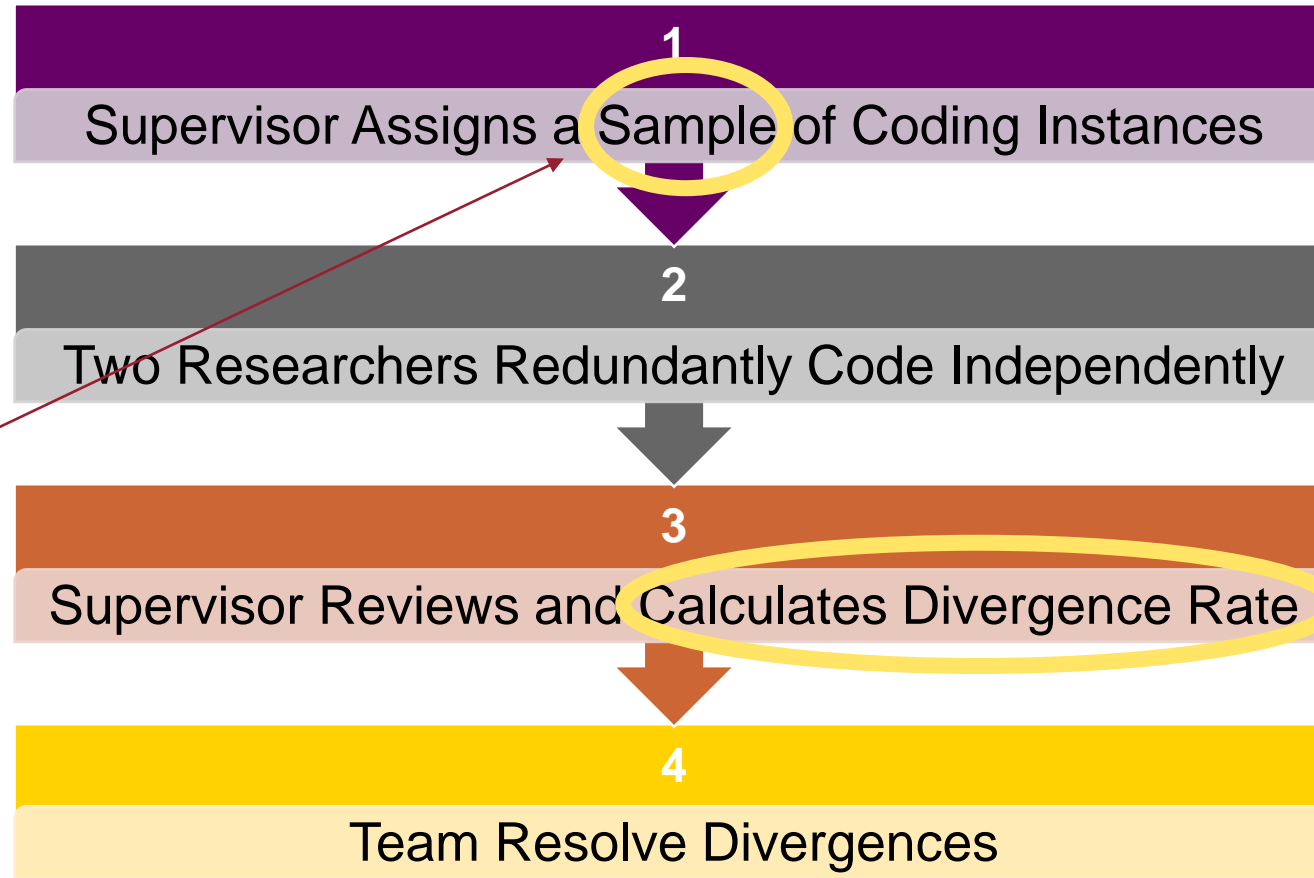 1
Supervisor Assigns a Sample of Coding Instances
2
Two Researchers Redundantly Code Independently
3
Supervisor Reviews and Calculates Divergence Rate
4
Team Resolve Divergences